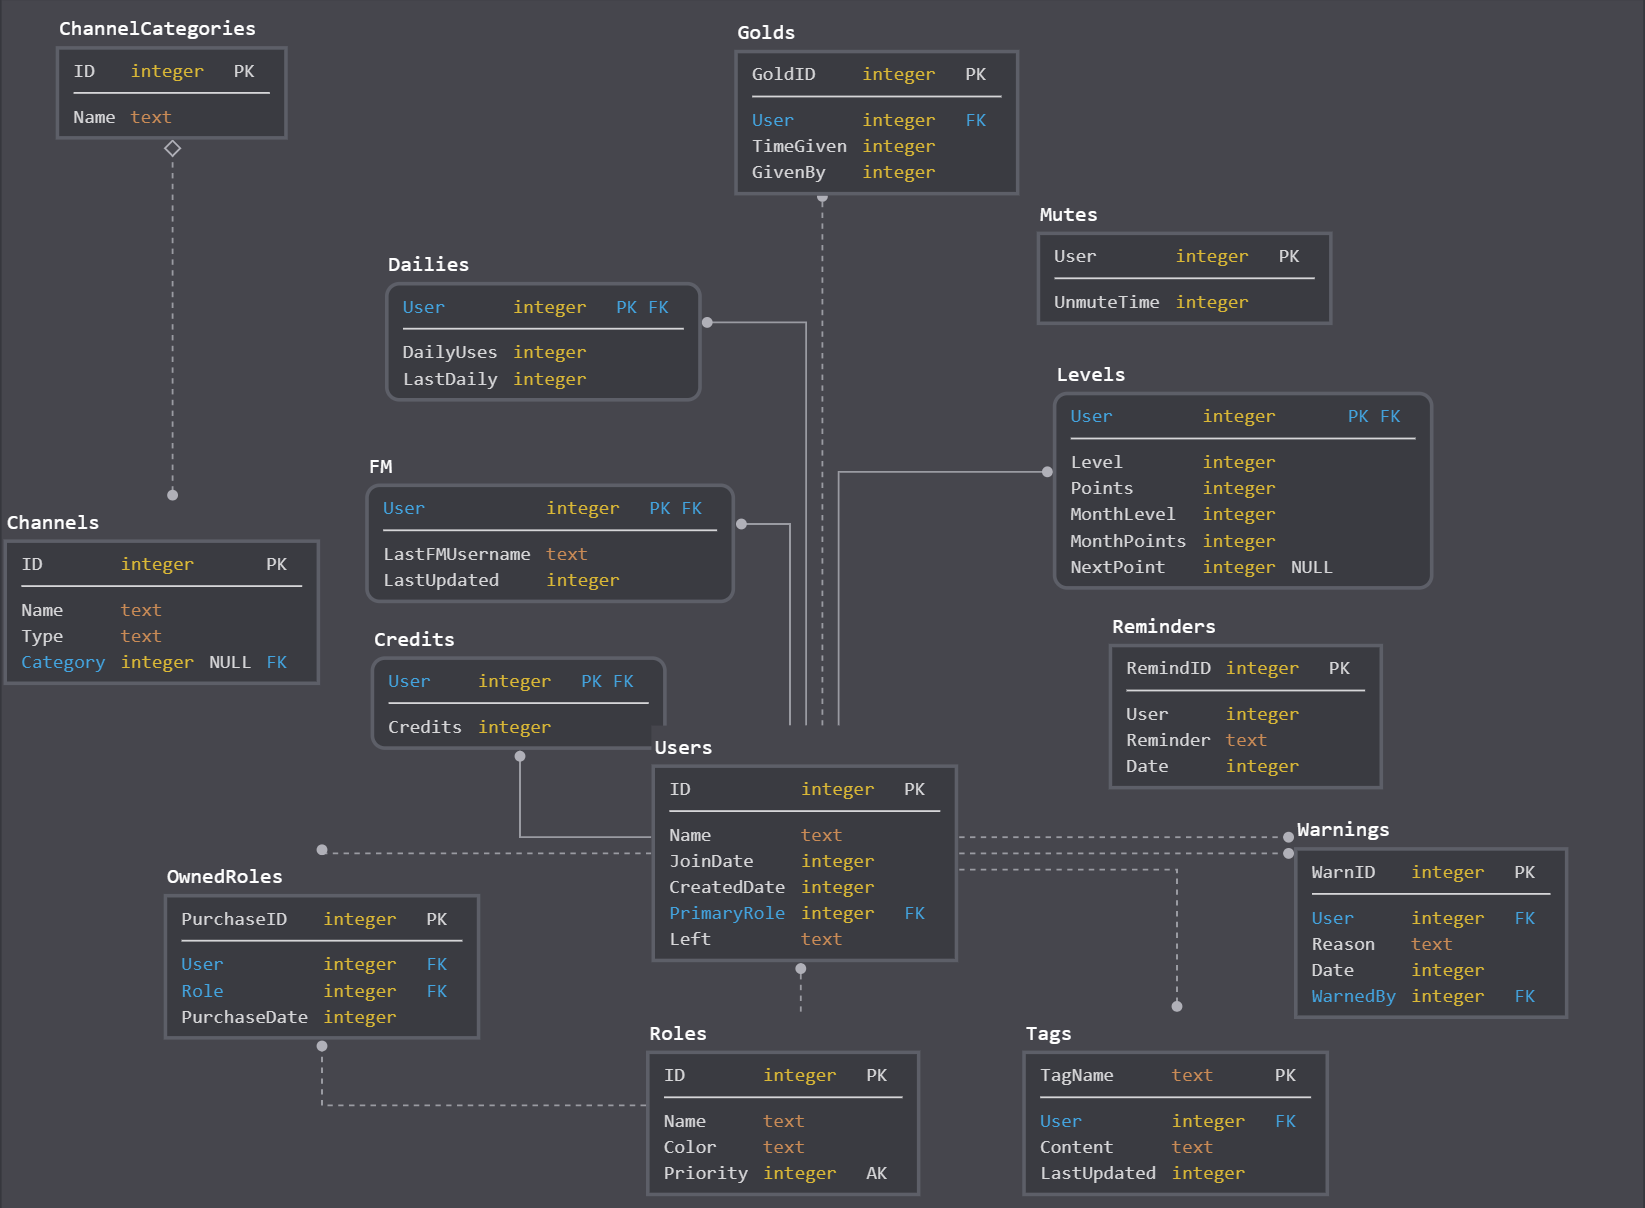 ChannelCategories
ID integer PK
Name text
Golds
GoldID integer PK
User integer FK
TimeGiven integer
GivenBy integer
Mutes
User integer PK
UnmuteTime integer
Dailies
User integer PK FK
DailyUses integer
LastDaily integer
Levels
User integer PK FK
Level integer
Points integer
MonthLevel integer
MonthPoints integer
NextPoint integer NULL
FM
User integer PK FK
LastFMUsername text
LastUpdated integer
Channels
ID integer PK
Name text
Type text
Category integer NULL FK
Credits
User integer PK FK
Credits integer
Reminders
RemindID integer PK
User integer
Reminder text
Date integer
Users
ID integer PK
Name text
JoinDate integer
CreatedDate integer
PrimaryRole integer FK
Left text
Warnings
WarnID integer PK
User integer FK
Reason text
Date integer
WarnedBy integer FK
OwnedRoles
PurchaseID integer PK
User integer FK
Role integer FK
PurchaseDate integer
Roles
ID integer PK
Name text
Color text
Priority integer AK
Tags
TagName text PK
User integer FK
Content text
LastUpdated integer